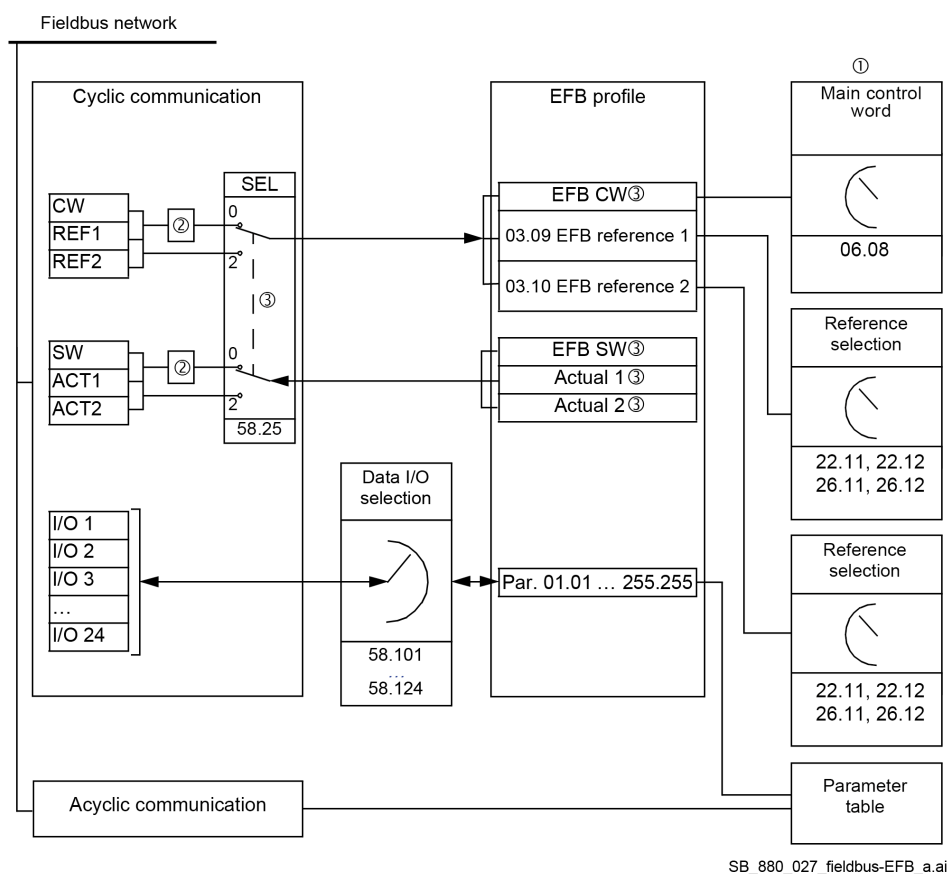 Fieldbus network
Cyclic communication
SEL
CW
REF1
REF2
②
0
2
③
SW
ACT1
ACT2
②
0
2
58.25
I/O 1
I/O 2
I/O 3
...
I/O 24
Data I/O
selection
58.101
...
58.124
EFB profile
EFB CW③
03.09 EFB reference 1
03.10 EFB reference 2
EFB SW③
Actual 1③
Actual 2③
Par. 01.01 ... 255.255
①
Main control
word
06.08
Reference
selection
22.11, 22.12
26.11, 26.12
Reference
selection
22.11, 22.12
26.11, 26.12
Parameter
table
Acyclic communication
SB_880_027_fieldbus-EFB_a.ai